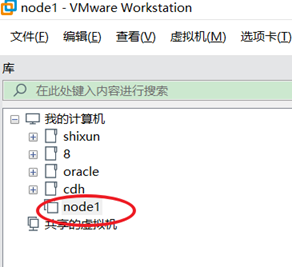 node1 - VMware Workstation
文件(F) 编辑(E) 查看(V) 虚拟机(M) 选项卡(T)
库
在此处键入内容进行搜索
我的计算机
shixun
8
oracle
cdh
node1
共享的虚拟机